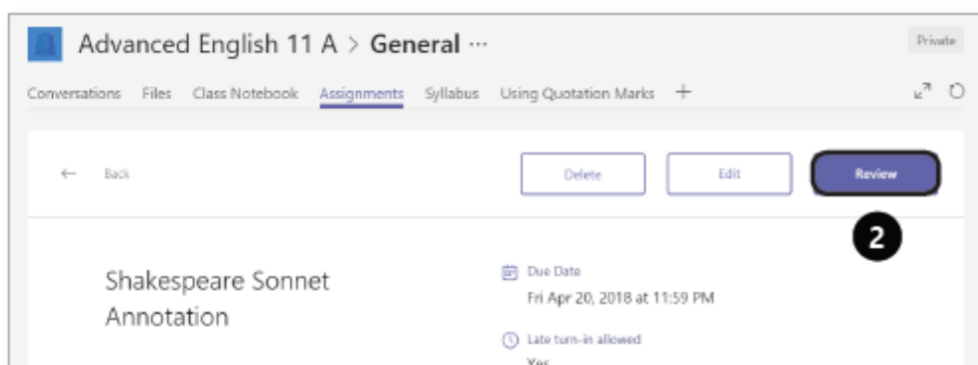 Advanced English 11 A > General ···
Private
Conversations Files Class Notebook Assignments Syllabus Using Quotation Marks +
← Back
Delete Edit Review
2
Shakespeare Sonnet
Annotation
Due Date
Fri Apr 20, 2018 at 11:59 PM
Late turn-in allowed
Yes